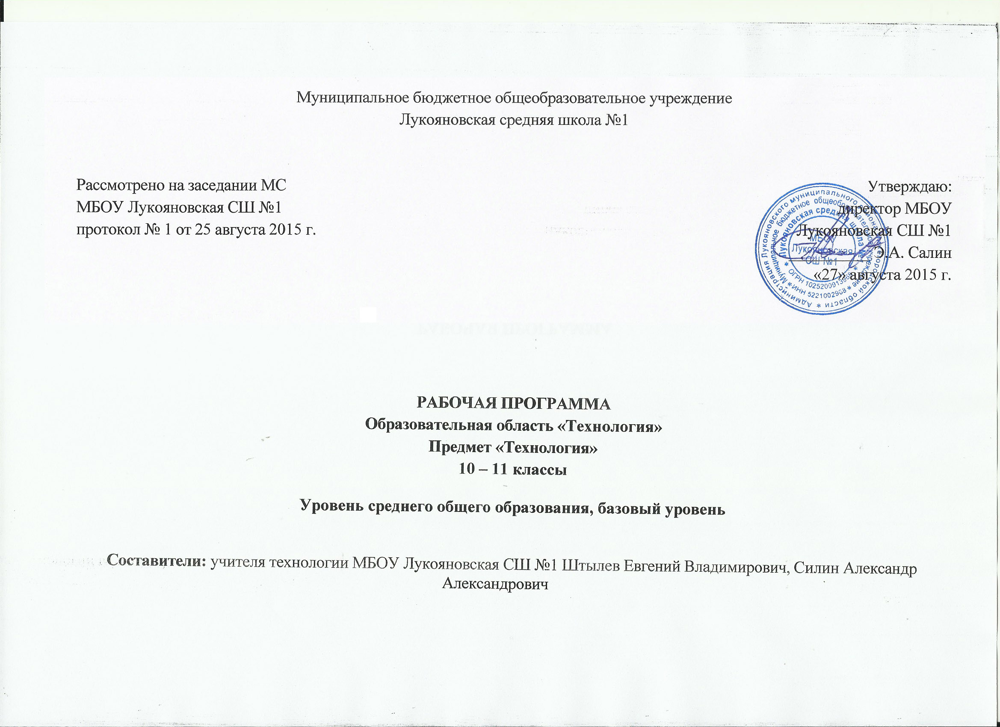 Муниципальное бюджетное общеобразовательное учреждение
Лукояновская средняя школа №1
Рассмотрено на заседании МС
МБОУ Лукояновская СШ №1
протокол № 1 от 25 августа 2015 г.
Утверждаю:
директор МБОУ
Лукояновская СШ №1
Э.А. Салин
«27» августа 2015 г.
Администрация Лукояновского муниципального района Нижегородской области *
Муниципальное бюджетное общеобразовательное учреждение *
* Лукояновская средняя школа №1 *
ОГРН 1025200913968
* ИНН 5221002968 *
МБОУ
Лукояновская
СШ №1
РАБОЧАЯ ПРОГРАММА
Образовательная область «Технология»
Предмет «Технология»
10 – 11 классы
Уровень среднего общего образования, базовый уровень
Составители: учителя технологии МБОУ Лукояновская СШ №1 Штылев Евгений Владимирович, Силин Александр
Александрович